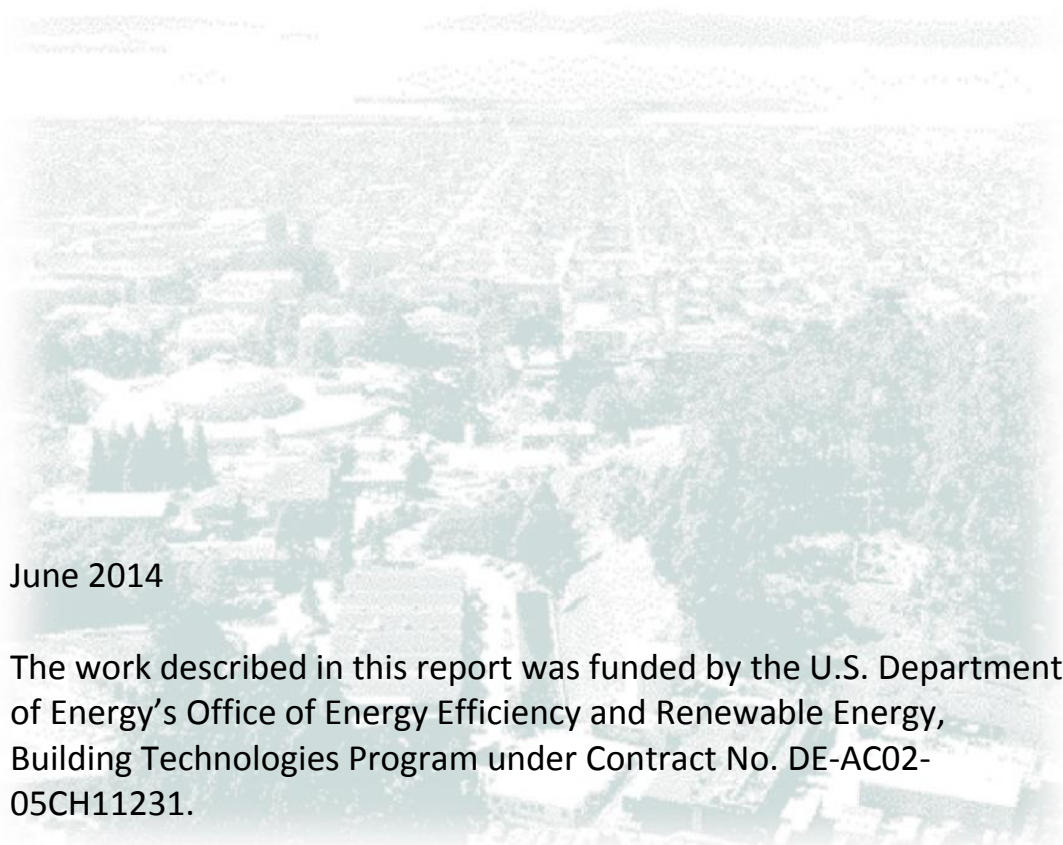 June 2014
The work described in this report was funded by the U.S. Department
of Energy’s Office of Energy Efficiency and Renewable Energy,
Building Technologies Program under Contract No. DE-AC02-
05CH11231.